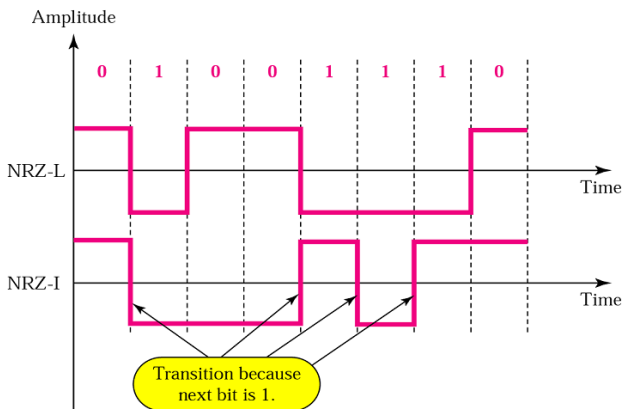 Amplitude
0 1 0 0 1 1 1 0
NRZ-L
Time
NRZ-I
Time
Transition because
next bit is 1.